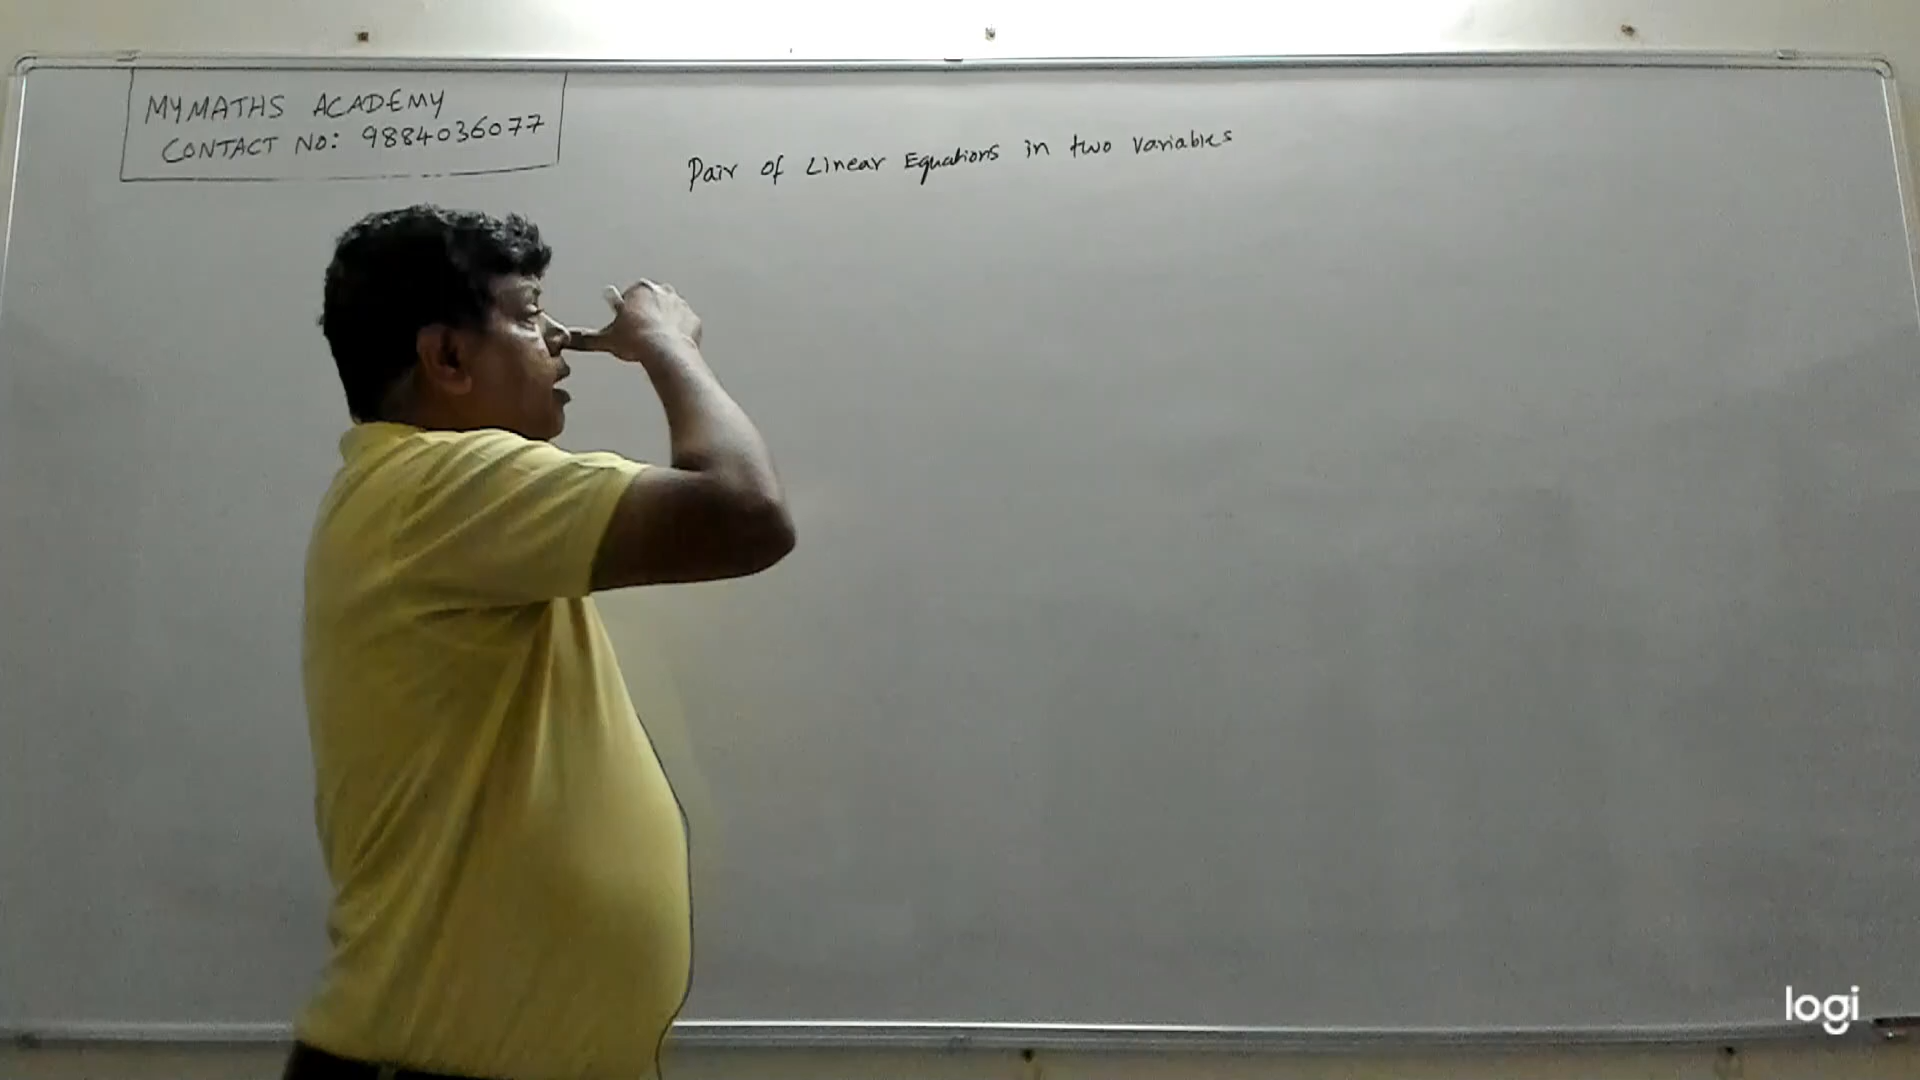 MYMATHS ACADEMY
CONTACT NO: 9884036077
Pair of Linear Equations in two variables
logi